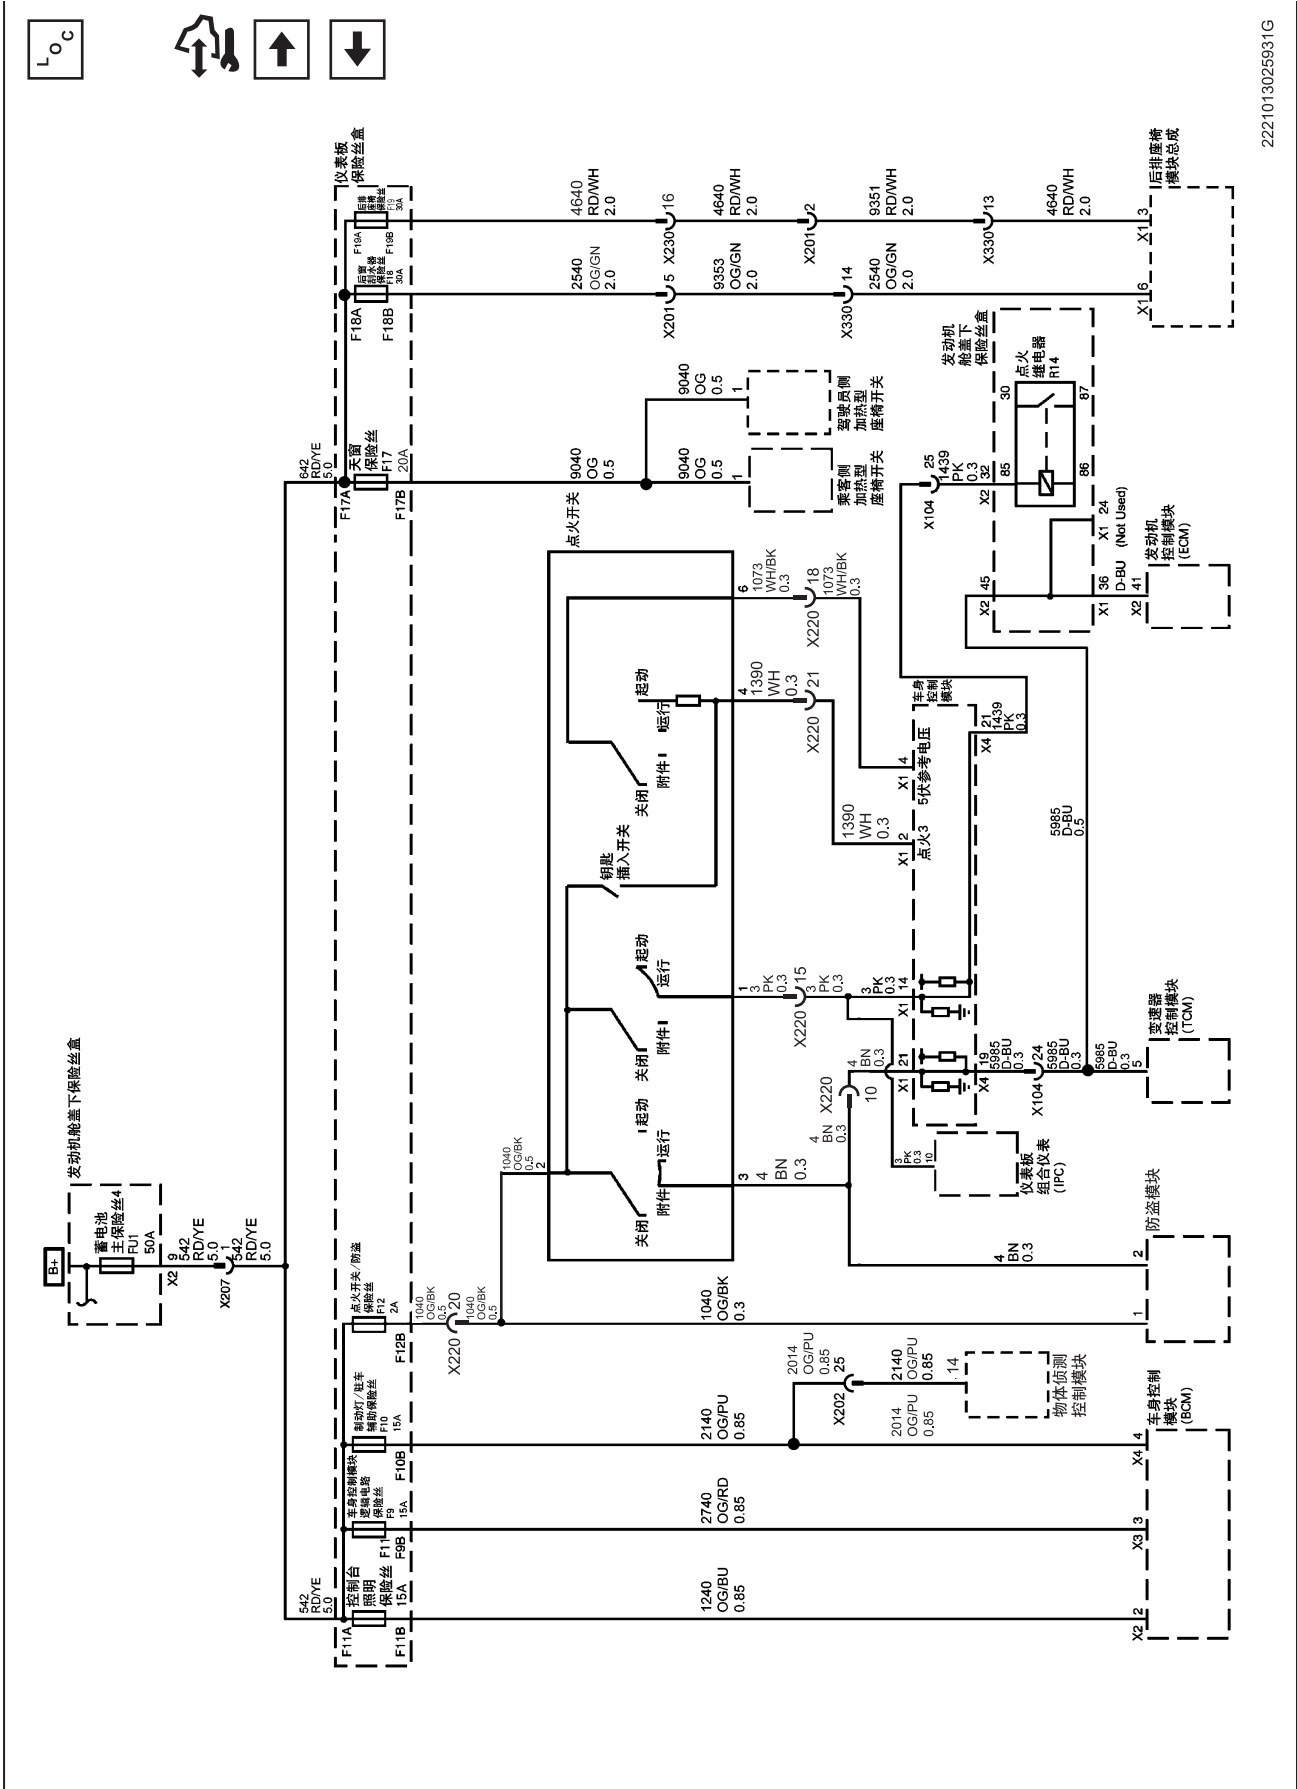 LOC
2221013025931G
发动机舱盖下保险丝盒
B+
蓄电池
主保险丝4
FU1
50A
9
X2
542
RD/YE
5.0
1
X207
542
RD/YE
5.0
642
RD/YE
5.0
542
RD/YE
5.0
仪表板
保险丝盒
后排
座椅
保险丝
F19
30A
F19A
F19B
后窗
刮水器
保险丝
F18
30A
F18A
F18B
天窗
保险丝
F17
20A
F17A
F17B
点火开关/防盗
保险丝
F12
2A
F12B
制动灯/驻车
辅助保险丝
F10
15A
F10B
车身控制模块
逻辑电路
保险丝
F9
15A
F11
F9B
控制台
照明
保险丝
15A
F11A
F11B
4640
RD/WH
2.0
16
X230
4640
RD/WH
2.0
2
X201
9351
RD/WH
2.0
13
X330
4640
RD/WH
2.0
3
X1
后排座椅
模块总成
2540
OG/GN
2.0
5
X201
9353
OG/GN
2.0
14
X330
2540
OG/GN
2.0
6
X1
9040
OG
0.5
9040
OG
0.5
1
驾驶员侧
加热型
座椅开关
9040
OG
0.5
1
乘客侧
加热型
座椅开关
点火开关
起动
运行
附件
关闭
钥匙
插入开关
起动
运行
附件
关闭
起动
运行
附件
关闭
1040
OG/BK
0.5
20
X220
1040
OG/BK
0.5
1040
OG/BK
0.5
2
6
1073
WH/BK
0.3
18
X220
1073
WH/BK
0.3
4
1390
WH
0.3
21
X220
1390
WH
0.3
1
3
PK
0.3
15
X220
3
PK
0.3
3
PK
0.3
14
X1
3
4
BN
0.3
4
BN
0.3
X220
10
4
BN
0.3
21
X1
4
BN
0.3
2
防盗模块
1040
OG/BK
0.3
1
车身控制
模块
4
X1
5伏参考电压
2
X1
点火3
21
X4
1439
PK
0.3
25
X104
1439
PK
0.3
32
X2
发动机
舱盖下
保险丝盒
点火
继电器
R14
30
87
85
86
45
X2
24
X1
(Not Used)
36
X1
D-BU
41
X2
发动机
控制模块
(ECM)
5985
D-BU
0.5
19
X4
5985
D-BU
0.3
24
X104
5985
D-BU
0.3
5985
D-BU
0.3
5
变速器
控制模块
(TCM)
3
PK
0.3
10
仪表板
组合仪表
(IPC)
2140
OG/PU
0.85
2014
OG/PU
0.85
25
X202
2140
OG/PU
0.85
2014
OG/PU
0.85
14
物体侦测
控制模块
4
X4
2740
OG/RD
0.85
3
X3
1240
OG/BU
0.85
2
X2
车身控制
模块
(BCM)